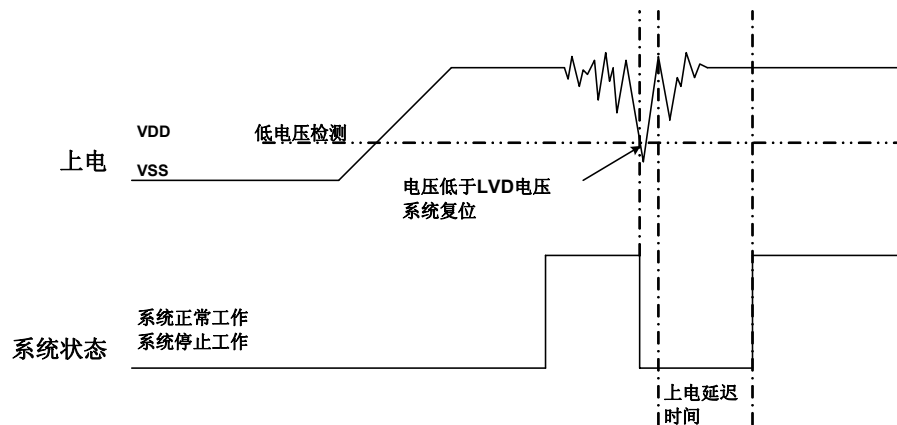 VDD
低电压检测
上电
VSS
电压低于LVD电压
系统复位
系统正常工作
系统状态
系统停止工作
上电延迟
时间